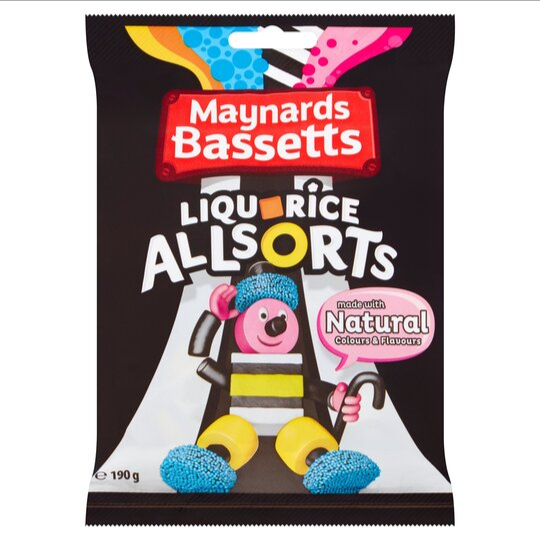 Maynards
Bassetts
LIQUORICE
ALLSORTS
made with
Natural
Colours & Flavours
℮ 190g